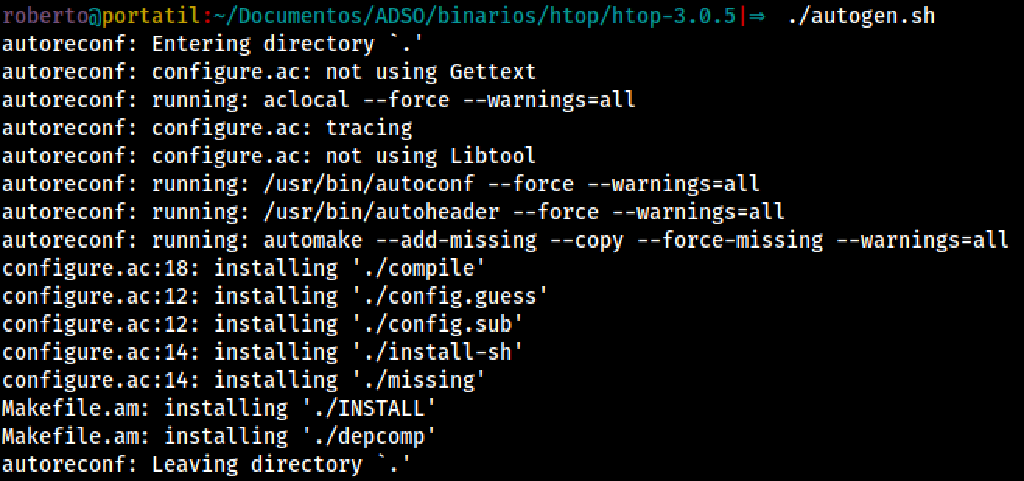 roberto@portatil:~/Documentos/ADSO/binarios/htop/htop-3.0.5|⇒ ./autogen.sh
autoreconf: Entering directory `.'
autoreconf: configure.ac: not using Gettext
autoreconf: running: aclocal --force --warnings=all
autoreconf: configure.ac: tracing
autoreconf: configure.ac: not using Libtool
autoreconf: running: /usr/bin/autoconf --force --warnings=all
autoreconf: running: /usr/bin/autoheader --force --warnings=all
autoreconf: running: automake --add-missing --copy --force-missing --warnings=all
configure.ac:18: installing './compile'
configure.ac:12: installing './config.guess'
configure.ac:12: installing './config.sub'
configure.ac:14: installing './install-sh'
configure.ac:14: installing './missing'
Makefile.am: installing './INSTALL'
Makefile.am: installing './depcomp'
autoreconf: Leaving directory `.'